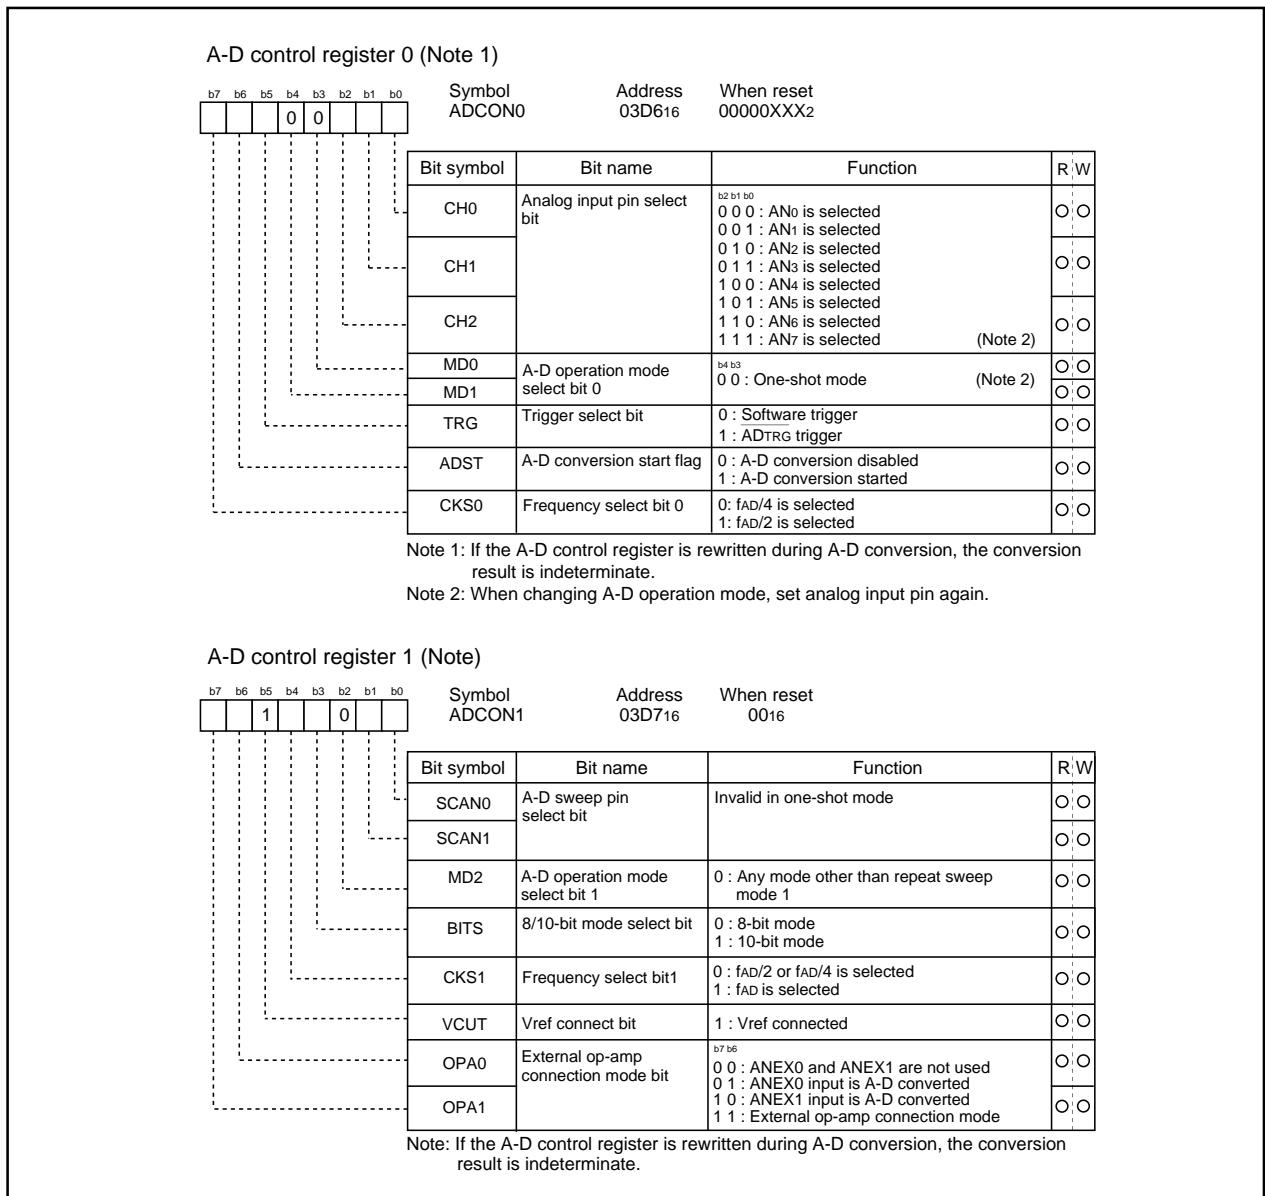 A-D control register 0 (Note 1)
b7 b6 b5 b4 b3 b2 b1 b0
0 0
Symbol Address When reset
ADCON0 03D616 00000XXX2
Bit symbol Bit name Function R W
CH0 Analog input pin select bit
b2 b1 b0
0 0 0 : AN0 is selected
0 0 1 : AN1 is selected
0 1 0 : AN2 is selected
CH1
0 1 1 : AN3 is selected
1 0 0 : AN4 is selected
1 0 1 : AN5 is selected
CH2
1 1 0 : AN6 is selected
1 1 1 : AN7 is selected (Note 2)
MD0
MD1
A-D operation mode
select bit 0
b4 b3
0 0 : One-shot mode (Note 2)
TRG Trigger select bit
0 : Software trigger
1 : ADTRG trigger
ADST A-D conversion start flag
0 : A-D conversion disabled
1 : A-D conversion started
CKS0 Frequency select bit 0
0: fAD/4 is selected
1: fAD/2 is selected
Note 1: If the A-D control register is rewritten during A-D conversion, the conversion
result is indeterminate.
Note 2: When changing A-D operation mode, set analog input pin again.
A-D control register 1 (Note)
b7 b6 b5 b4 b3 b2 b1 b0
1 0
Symbol Address When reset
ADCON1 03D716 0016
Bit symbol Bit name Function R W
SCAN0
SCAN1
A-D sweep pin
select bit
Invalid in one-shot mode
MD2
A-D operation mode
select bit 1
0 : Any mode other than repeat sweep
mode 1
BITS 8/10-bit mode select bit
0 : 8-bit mode
1 : 10-bit mode
CKS1 Frequency select bit1
0 : fAD/2 or fAD/4 is selected
1 : fAD is selected
VCUT Vref connect bit 1 : Vref connected
OPA0
OPA1
External op-amp
connection mode bit
b7 b6
0 0 : ANEX0 and ANEX1 are not used
0 1 : ANEX0 input is A-D converted
1 0 : ANEX1 input is A-D converted
1 1 : External op-amp connection mode
Note: If the A-D control register is rewritten during A-D conversion, the conversion
result is indeterminate.